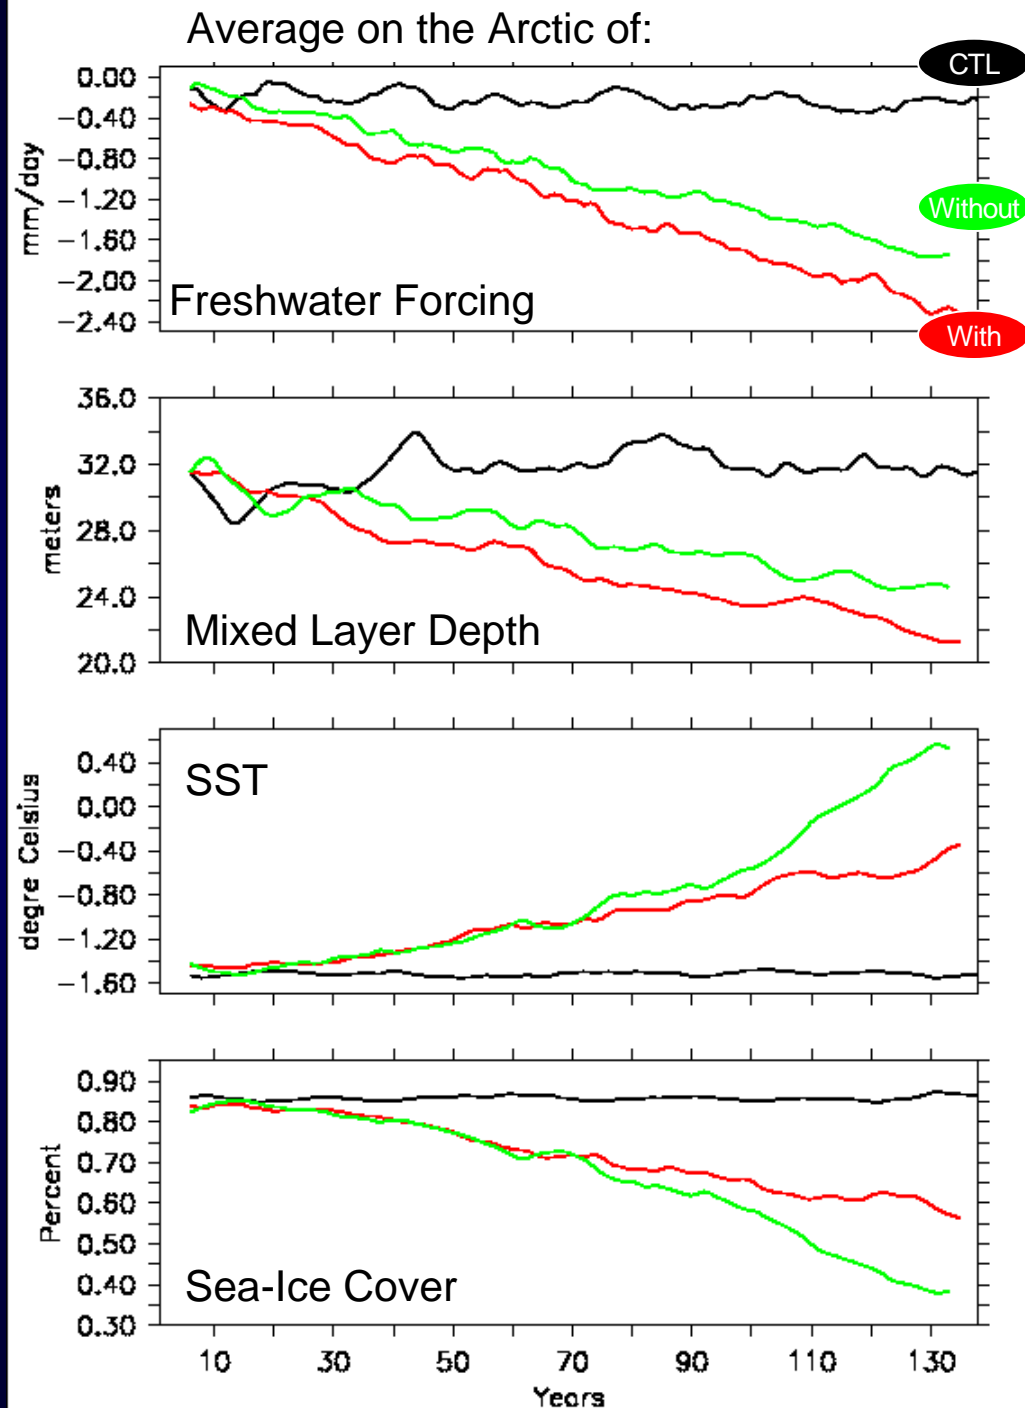 Average on the Arctic of:
CTL
0.00
-0.40
-0.80
-1.20
-1.60
-2.00
-2.40
mm/day
Without
With
Freshwater Forcing
36.0
32.0
28.0
24.0
20.0
meters
Mixed Layer Depth
0.40
0.00
-0.40
-0.80
-1.20
-1.60
degre Celsius
SST
0.90
0.80
0.70
0.60
0.50
0.40
0.30
Percent
Sea-Ice Cover
10 30 50 70 90 110 130
Years